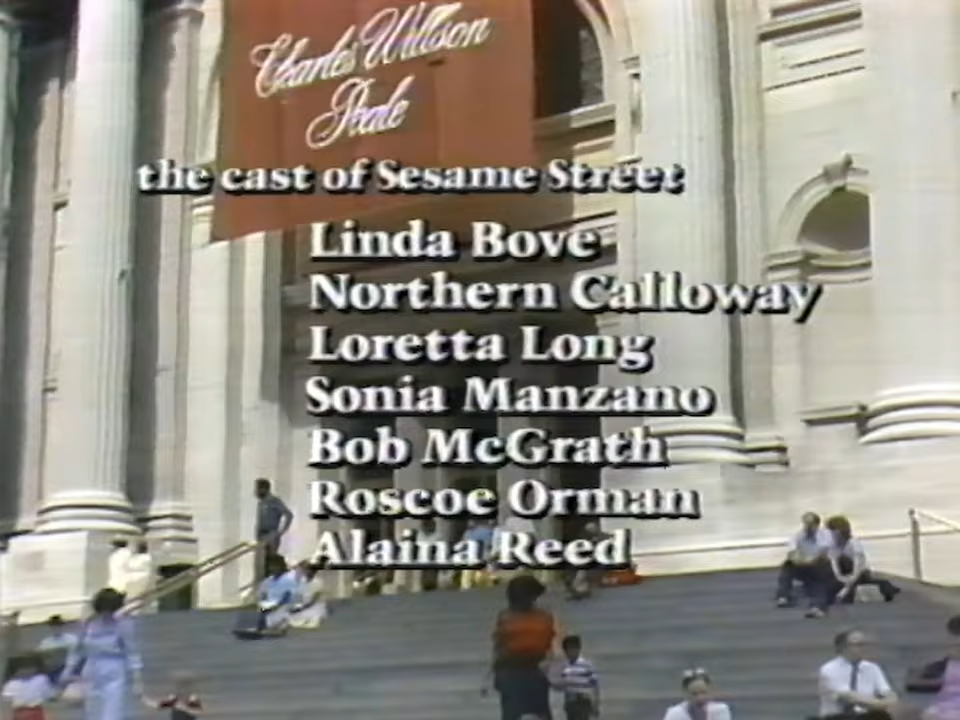 Charles Willson
Peale
the cast of Sesame Street
Linda Bove
Northern Calloway
Loretta Long
Sonia Manzano
Bob McGrath
Roscoe Orman
Alaina Reed